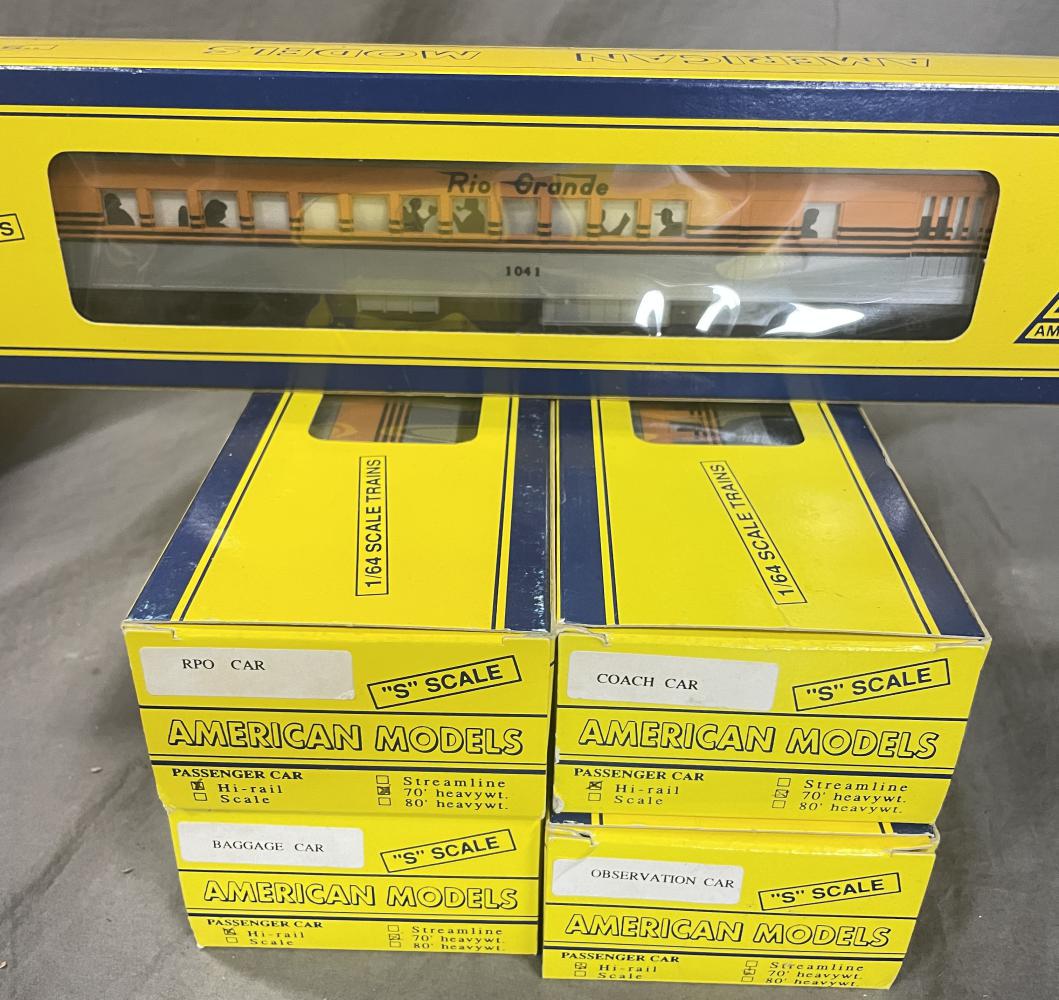 AMERICAN MODELS
Rio Grande
1041
S
AM
1/64 SCALE TRAINS
1/64 SCALE TRAINS
RPO CAR
"S" SCALE
AMERICAN MODELS
PASSENGER CAR
Hi-rail
Scale
Streamline
70' heavywt.
80' heavywt.
COACH CAR
"S" SCALE
AMERICAN MODELS
PASSENGER CAR
Hi-rail
Scale
Streamline
70' heavywt.
80' heavywt.
BAGGAGE CAR
"S" SCALE
AMERICAN MODELS
PASSENGER CAR
Hi-rail
Scale
Streamline
70' heavywt.
80' heavywt.
OBSERVATION CAR
"S" SCALE
AMERICAN MODELS
PASSENGER CAR
Hi-rail
Scale
Streamline
70' heavywt.
80' heavywt.